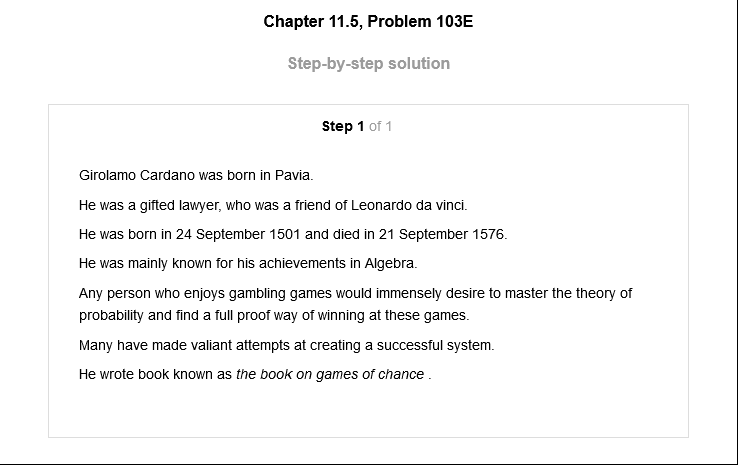 Chapter 11.5, Problem 103E
Step-by-step solution
Step 1 of 1
Girolamo Cardano was born in Pavia.
He was a gifted lawyer, who was a friend of Leonardo da vinci.
He was born in 24 September 1501 and died in 21 September 1576.
He was mainly known for his achievements in Algebra.
Any person who enjoys gambling games would immensely desire to master the theory of
probability and find a full proof way of winning at these games.
Many have made valiant attempts at creating a successful system.
He wrote book known as the book on games of chance .